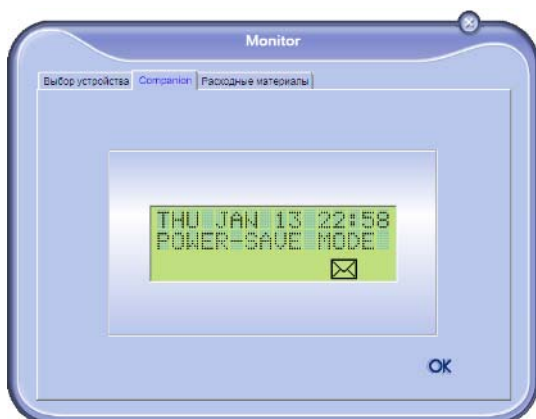 Monitor
Выбор устройства Companion Расходные материалы
THU JAN 13 22:58
POWER-SAVE MODE
OK